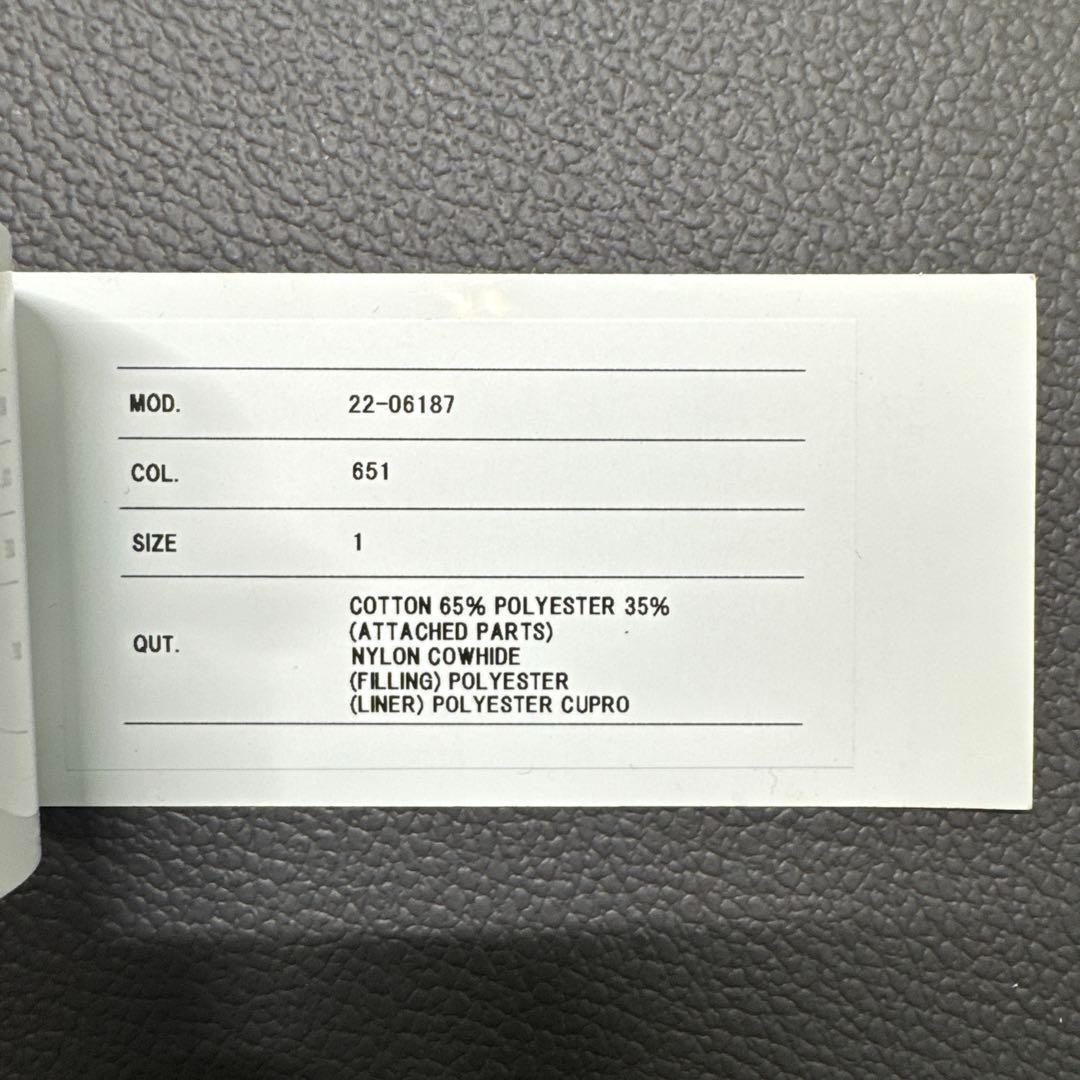 MOD. 22-06187
COL. 651
SIZE 1
QUT. COTTON 65% POLYESTER 35%
(ATTACHED PARTS)
NYLON COWHIDE
(FILLING) POLYESTER
(LINER) POLYESTER CUPRO